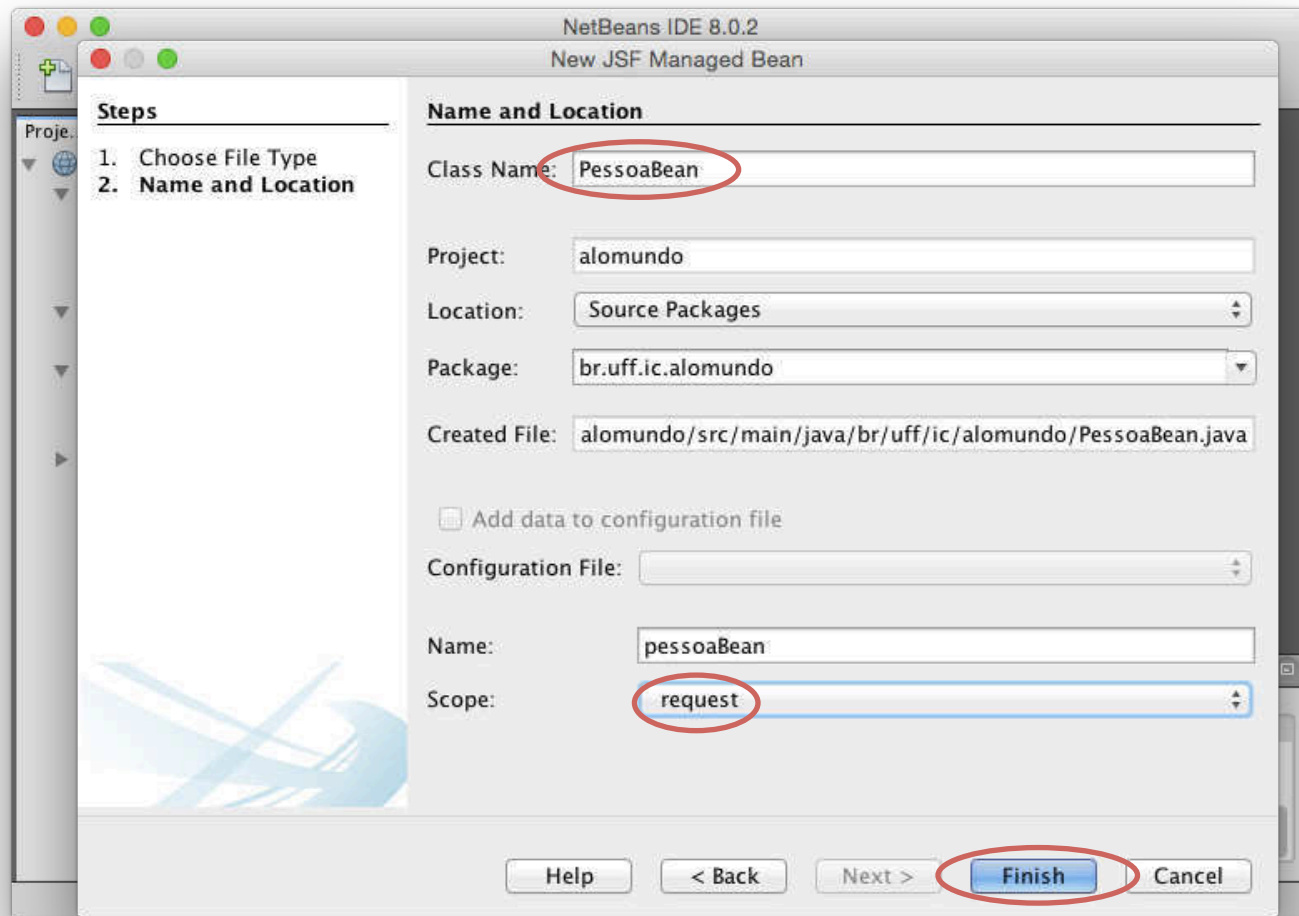 NetBeans IDE 8.0.2
New JSF Managed Bean
Proje...
Steps
1. Choose File Type
2. Name and Location
Name and Location
Class Name: PessoaBean
Project: alomundo
Location: Source Packages
Package: br.uff.ic.alomundo
Created File: alomundo/src/main/java/br/uff/ic/alomundo/PessoaBean.java
Add data to configuration file
Configuration File:
Name: pessoaBean
Scope: request
Help < Back Next > Finish Cancel